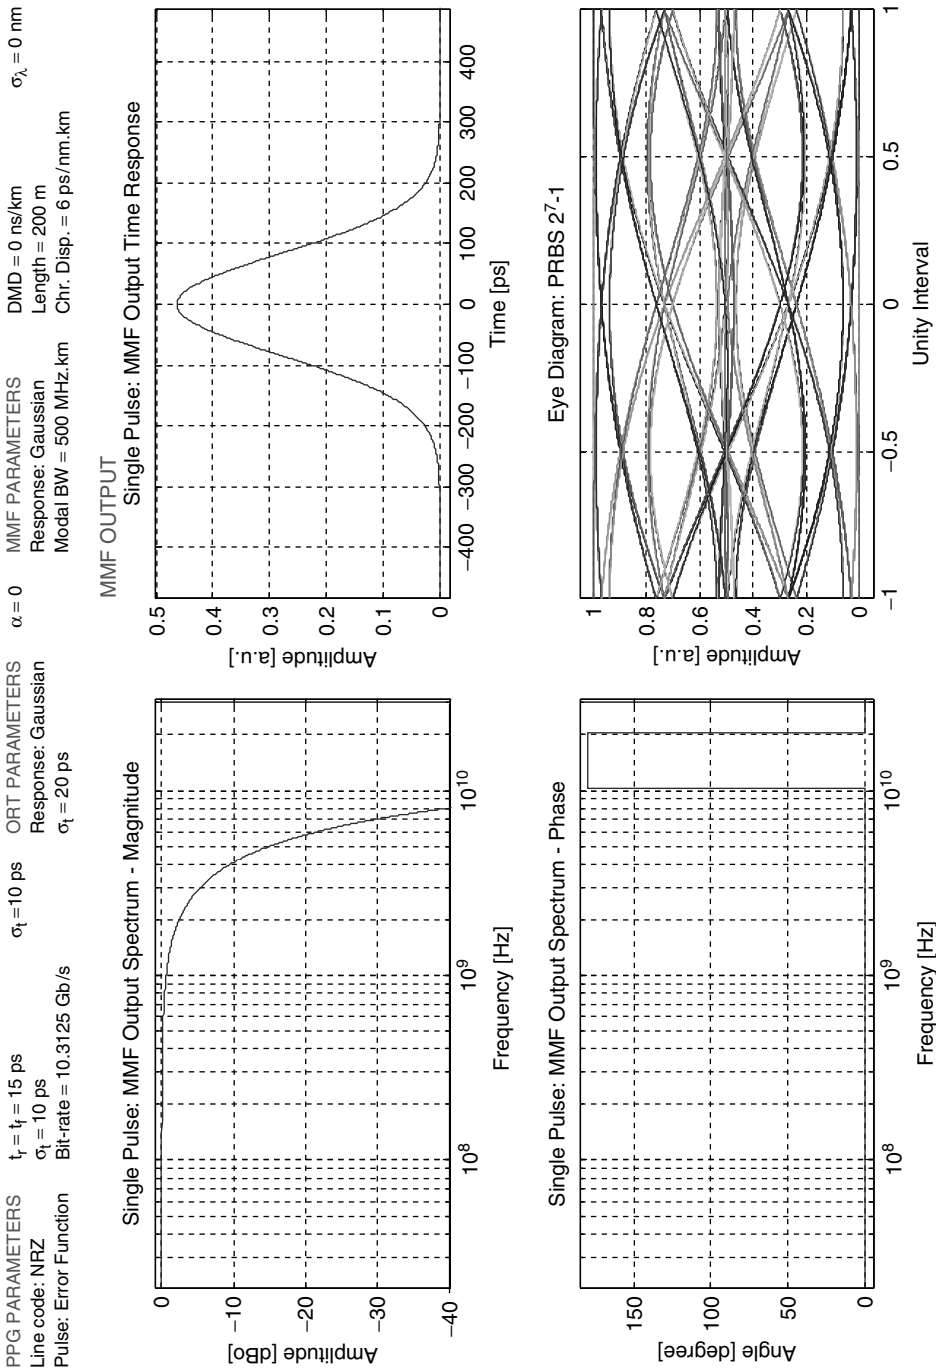 PPG PARAMETERS
Line code: NRZ
Pulse: Error Function
t_r = t_f = 15 ps
σ_t = 10 ps
Bit-rate = 10.3125 Gb/s
σ_t =10 ps
ORT PARAMETERS
Response: Gaussian
σ_t = 20 ps
α = 0
MMF PARAMETERS
Response: Gaussian
Modal BW = 500 MHz.km
DMD = 0 ns/km
Length = 200 m
Chr. Disp. = 6 ps/nm.km
σ_λ = 0 nm
MMF OUTPUT
Single Pulse: MMF Output Spectrum - Magnitude
0
−10
−20
−30
−40
Amplitude [dBo]
10^8
10^9
10^10
Frequency [Hz]
Single Pulse: MMF Output Time Response
0.5
0.4
0.3
0.2
0.1
0
Amplitude [a.u.]
−400
−300
−200
−100
0
100
200
300
400
Time [ps]
Single Pulse: MMF Output Spectrum - Phase
150
100
50
0
Angle [degree]
10^8
10^9
10^10
Frequency [Hz]
Eye Diagram: PRBS 2^7-1
1
0.8
0.6
0.4
0.2
0
Amplitude [a.u.]
−1
−0.5
0
0.5
1
Unity Interval